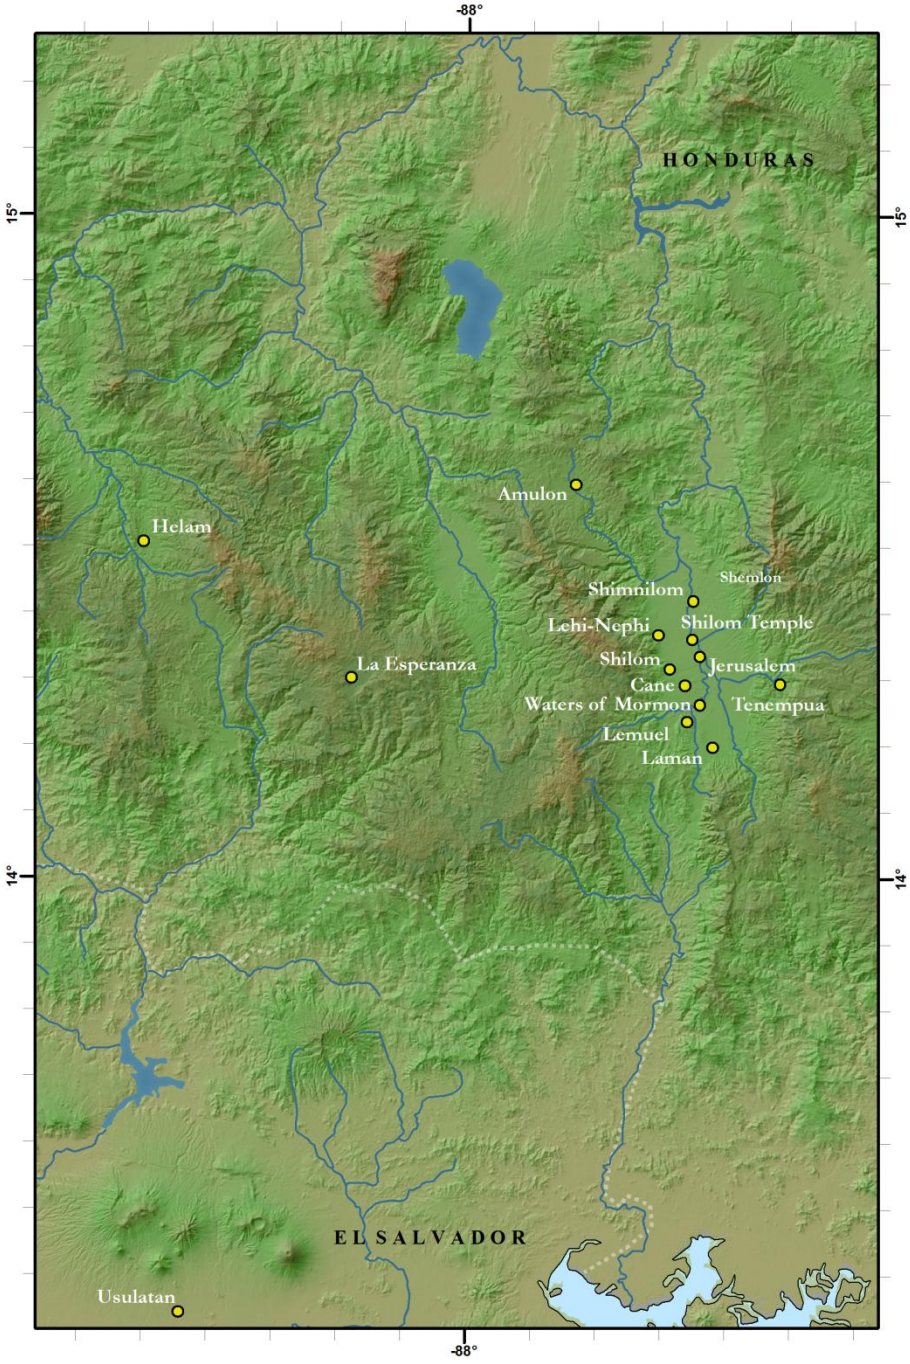 -88°
HONDURAS
15°
15°
Amulon
Helam
Shemlon
Shimnilom
Lehi-Nephi
Shilom Temple
Shilom
Jerusalem
La Esperanza
Cane
Waters of Mormon
Tenempua
Lemuel
Laman
14°
14°
EL SALVADOR
Usulatan
-88°